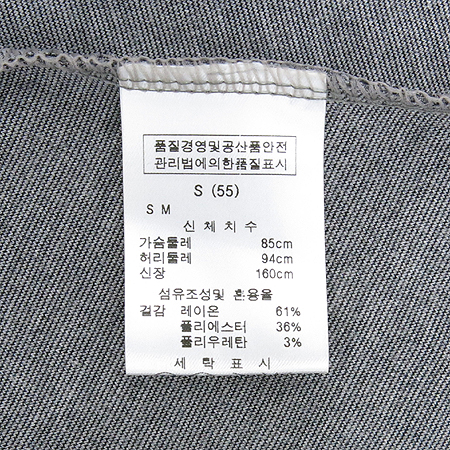 품질경영및공산품안전
관리법에의한품질표시
S (55)
S M
신체치수
가슴둘레 85cm
허리둘레 94cm
신장 160cm
섬유조성및 혼용율
겉감 레이온 61%
폴리에스터 36%
폴리우레탄 3%
세탁표시